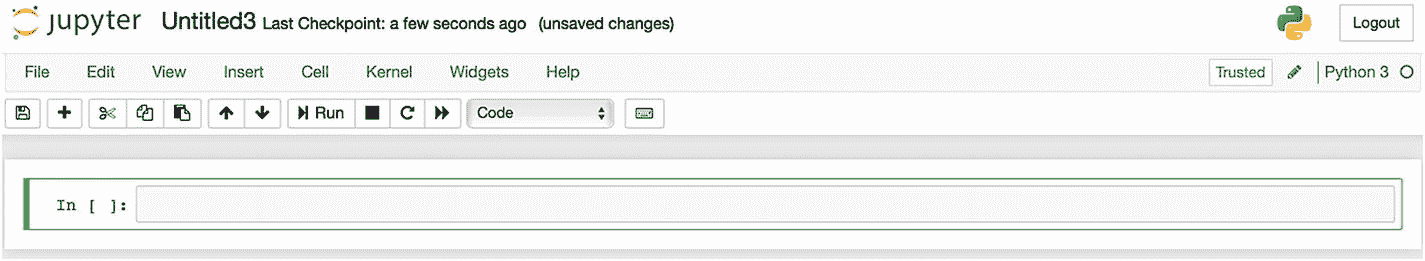 jupyter Untitled3 Last Checkpoint: a few seconds ago (unsaved changes) Logout
File Edit View Insert Cell Kernel Widgets Help Trusted Python 3
Run Code
In [ ]: